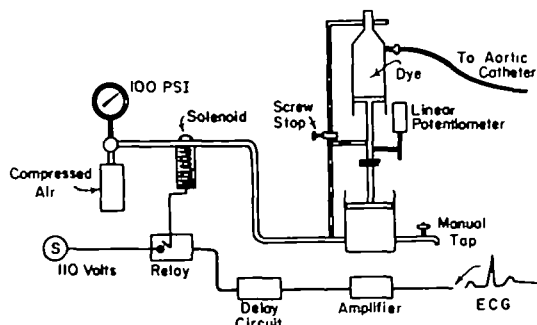 100 PSI
Solenoid
Compressed
Air
S
110 Volts
Relay
Delay
Circuit
Amplifier
ECG
Manual
Tap
Screw
Stop
Linear
Potentiometer
Dye
To Aortic
Catheter